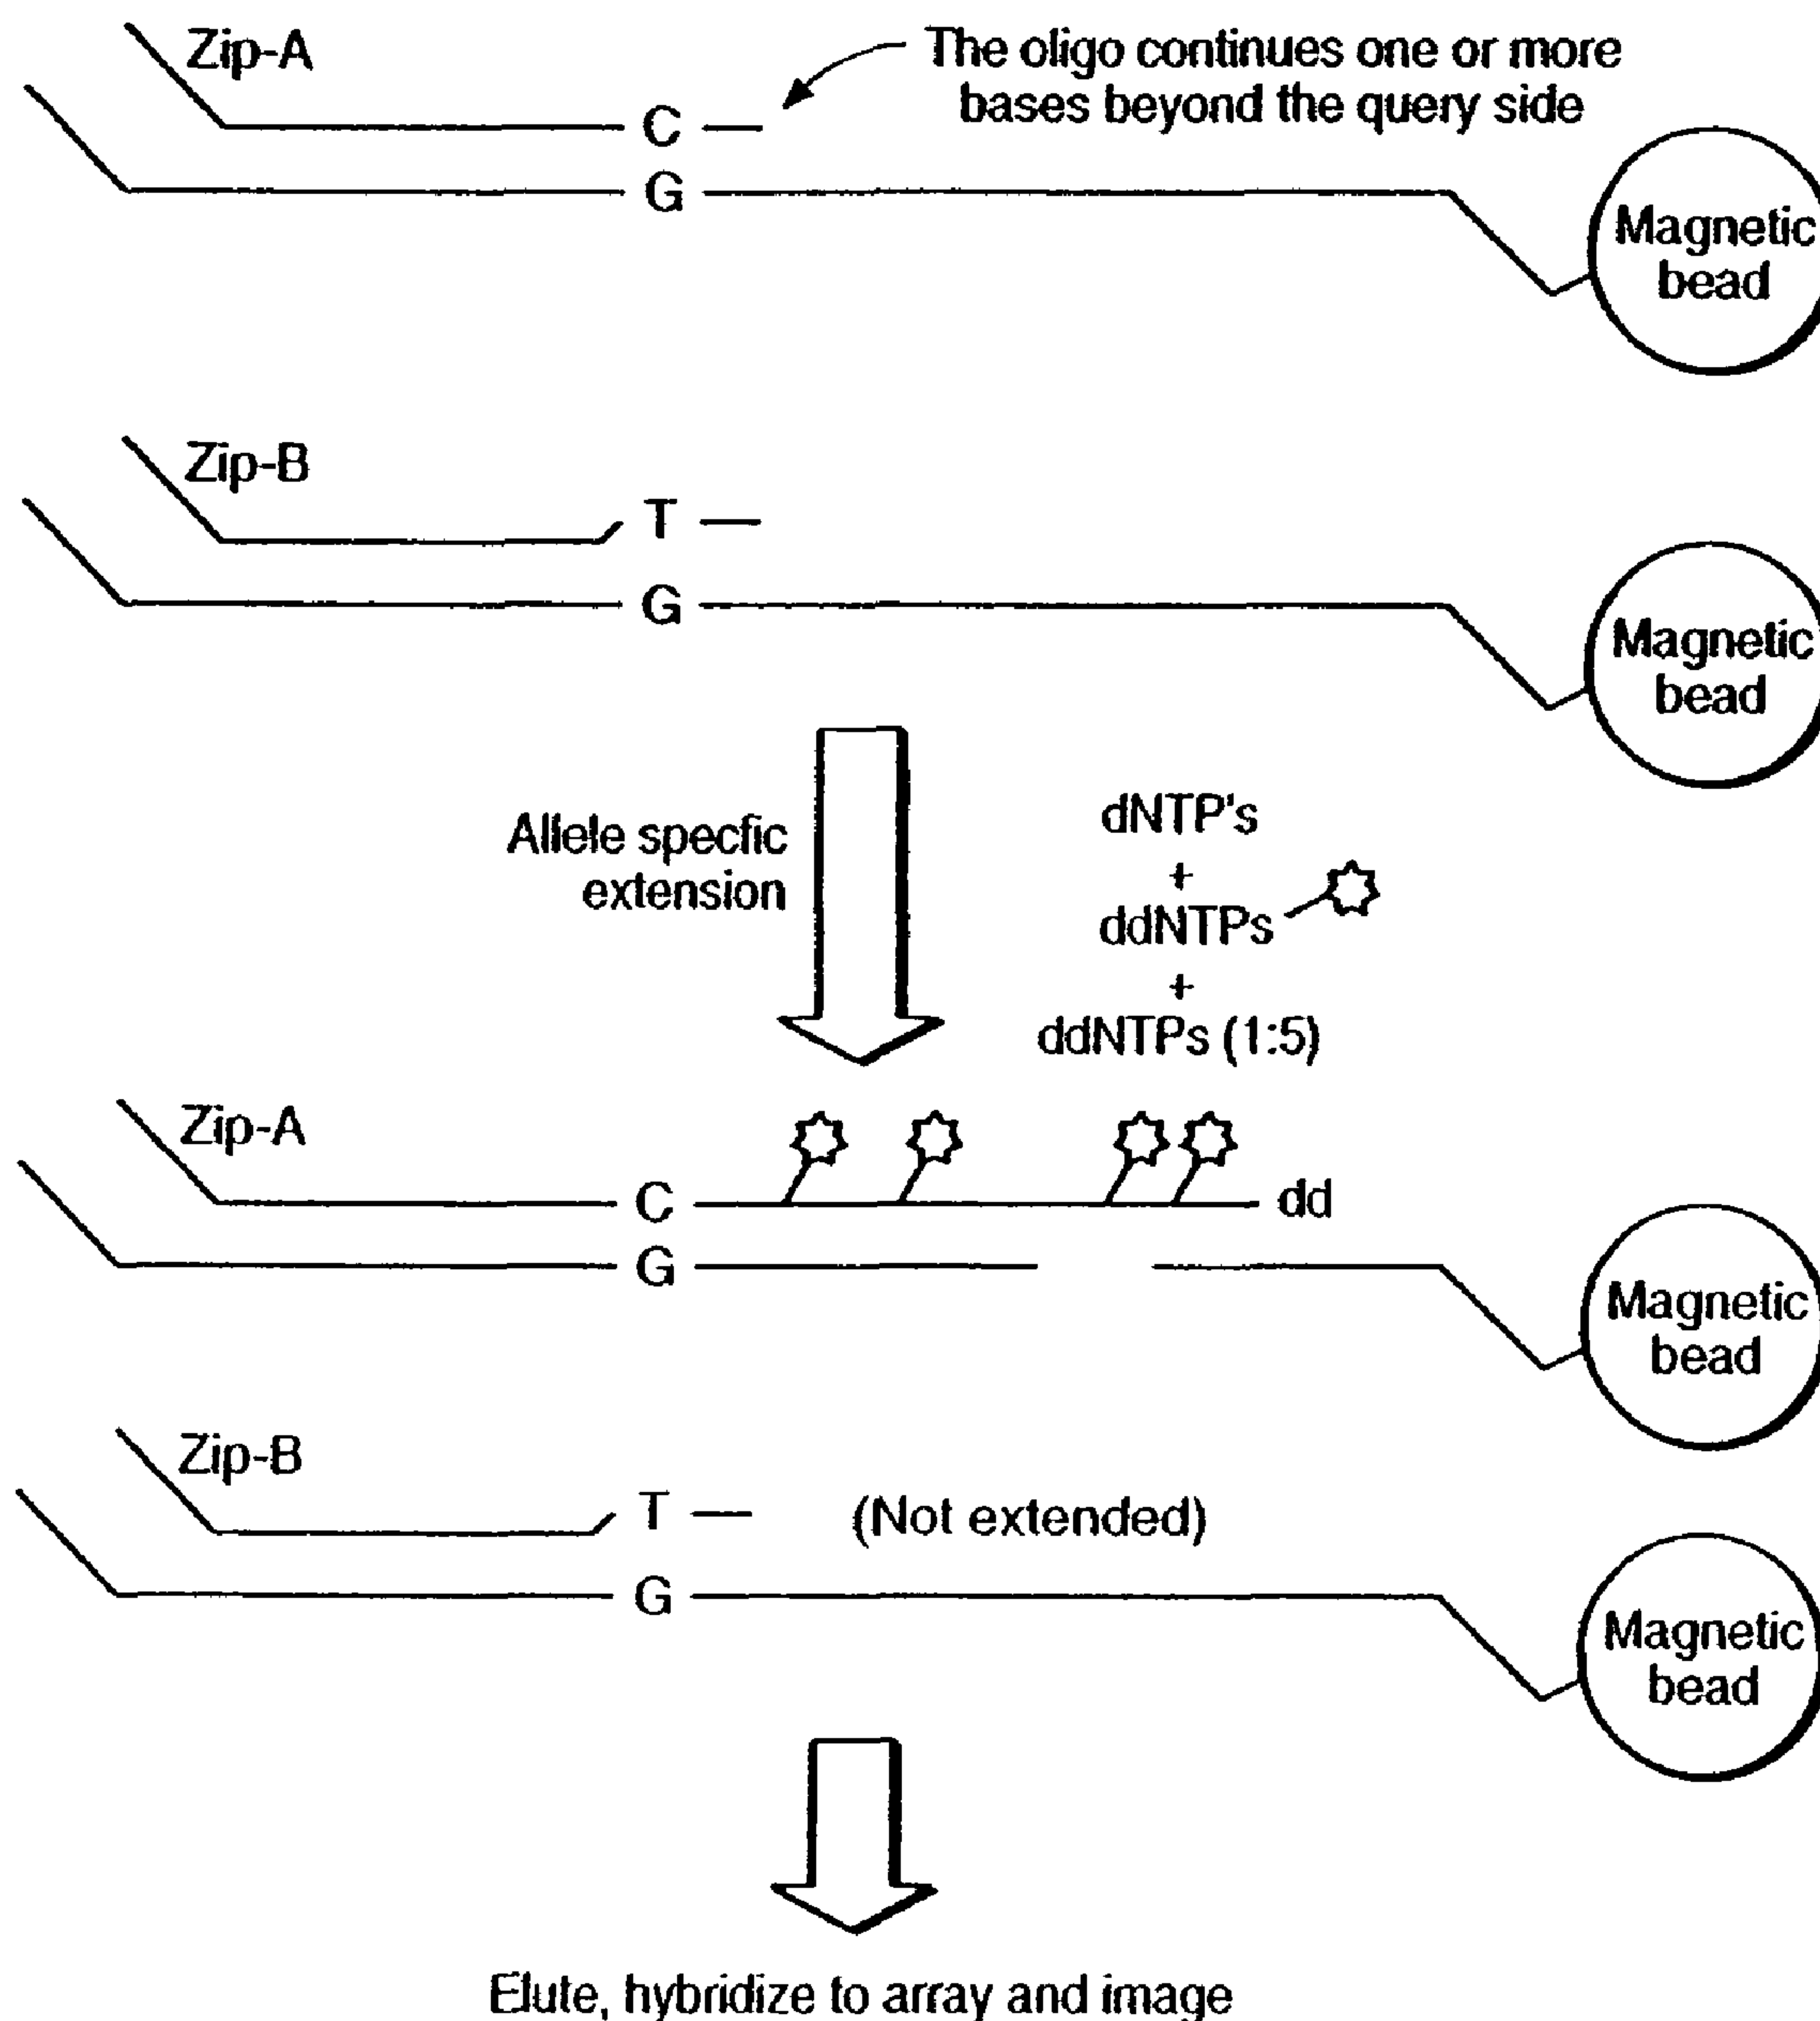 Zip-A
The oligo continues one or more
bases beyond the query side
C
G
Magnetic
bead
Zip-B
T
G
Magnetic
bead
Allele specfic
extension
dNTP's
+
ddNTPs
+
ddNTPs (1:5)
Zip-A
C
dd
G
Magnetic
bead
Zip-B
T
(Not extended)
G
Magnetic
bead
Elute, hybridize to array and image